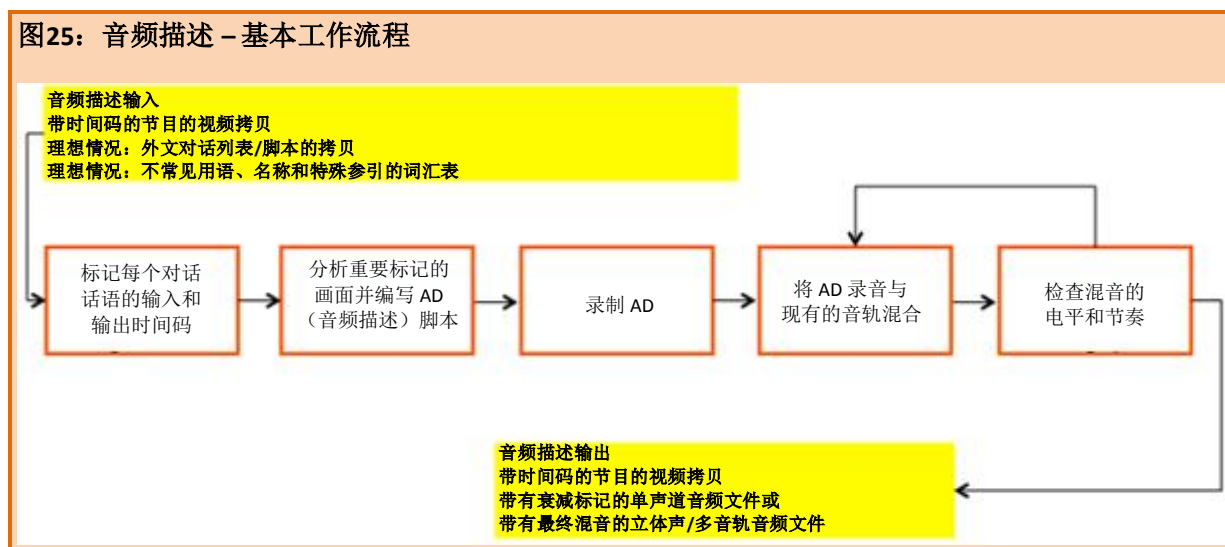 图25：音频描述 – 基本工作流程
音频描述输入
带时间码的节目的视频拷贝
理想情况：外文对话列表/脚本的拷贝
理想情况：不常见用语、名称和特殊参引的词汇表
标记每个对话
话语的输入和
输出时间码
分析重要标记的
画面并编写 AD
（音频描述）脚本
录制 AD
将 AD 录音与
现有的音轨混合
检查混音的
电平和节奏
音频描述输出
带时间码的节目的视频拷贝
带有衰减标记的单声道音频文件或
带有最终混音的立体声/多音轨音频文件